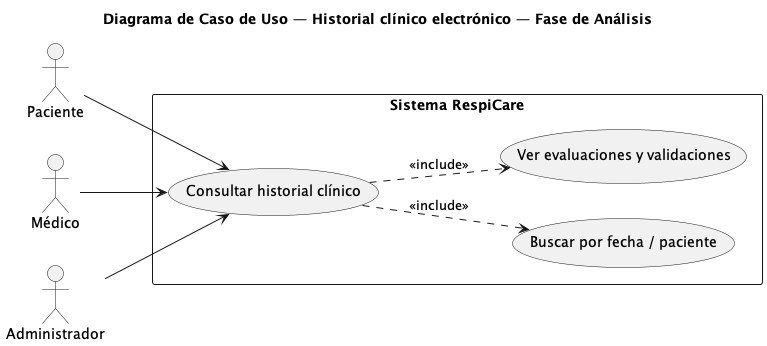 Diagrama de Caso de Uso — Historial clínico electrónico — Fase de Análisis
Sistema RespiCare
Paciente
Médico
Administrador
Consultar historial clínico
«include»
Ver evaluaciones y validaciones
«include»
Buscar por fecha / paciente